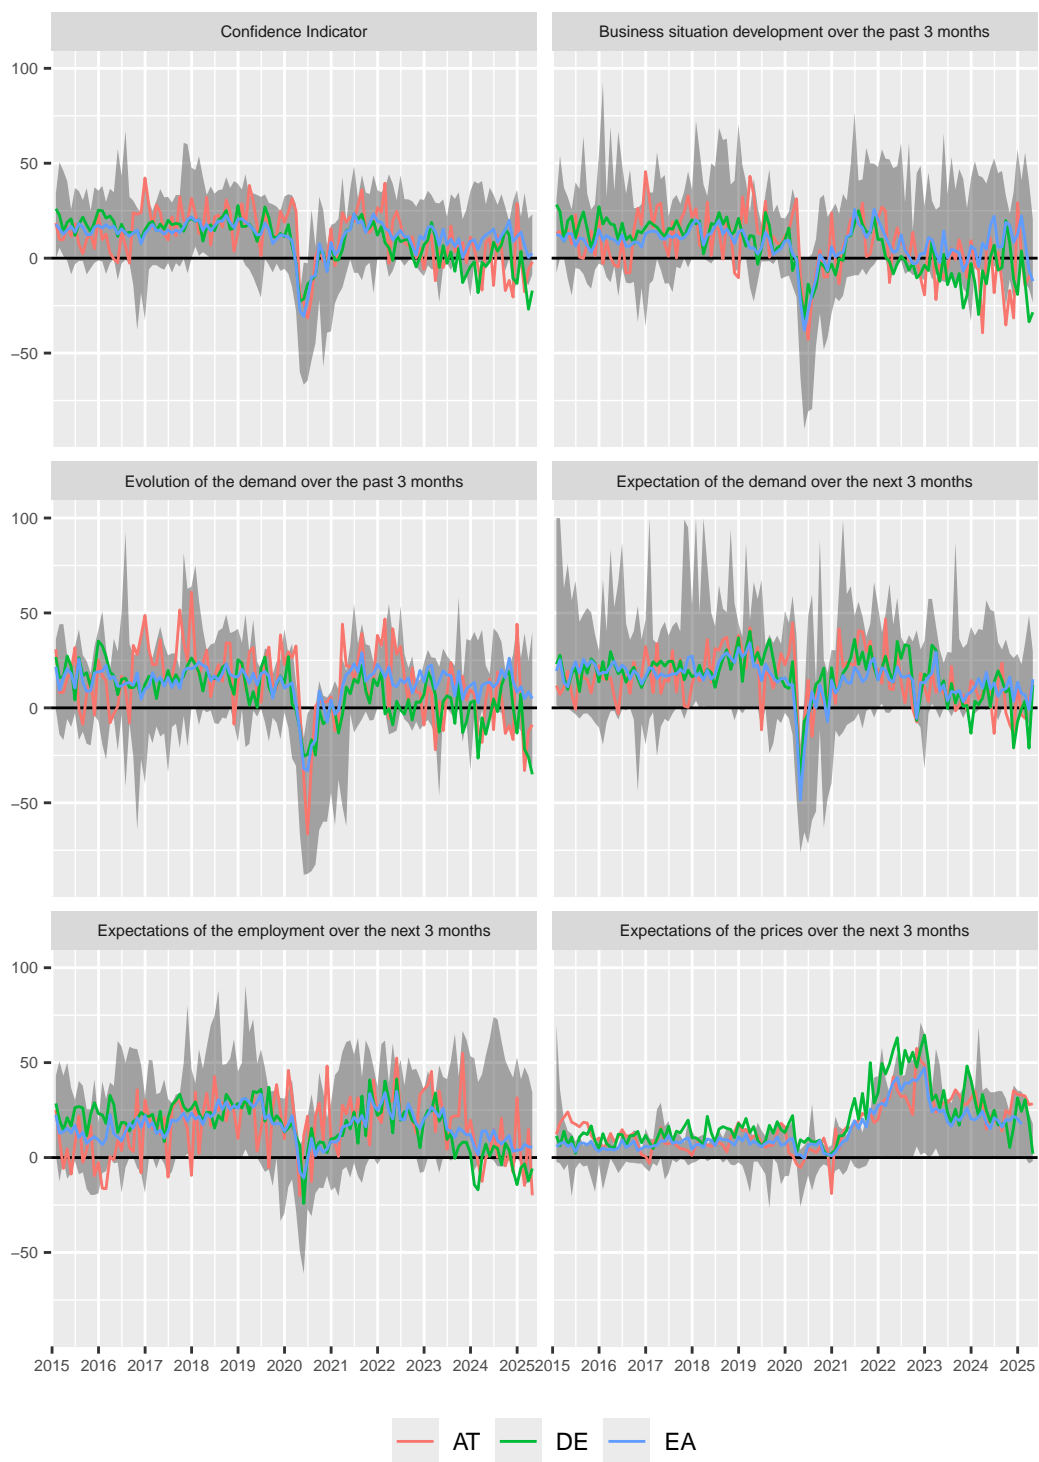 Confidence Indicator
Business situation development over the past 3 months
100
50
0
−50
Evolution of the demand over the past 3 months
Expectation of the demand over the next 3 months
100
50
0
−50
Expectations of the employment over the next 3 months
Expectations of the prices over the next 3 months
100
50
0
−50
2015 2016 2017 2018 2019 2020 2021 2022 2023 2024 2025
2015 2016 2017 2018 2019 2020 2021 2022 2023 2024 2025
AT DE EA